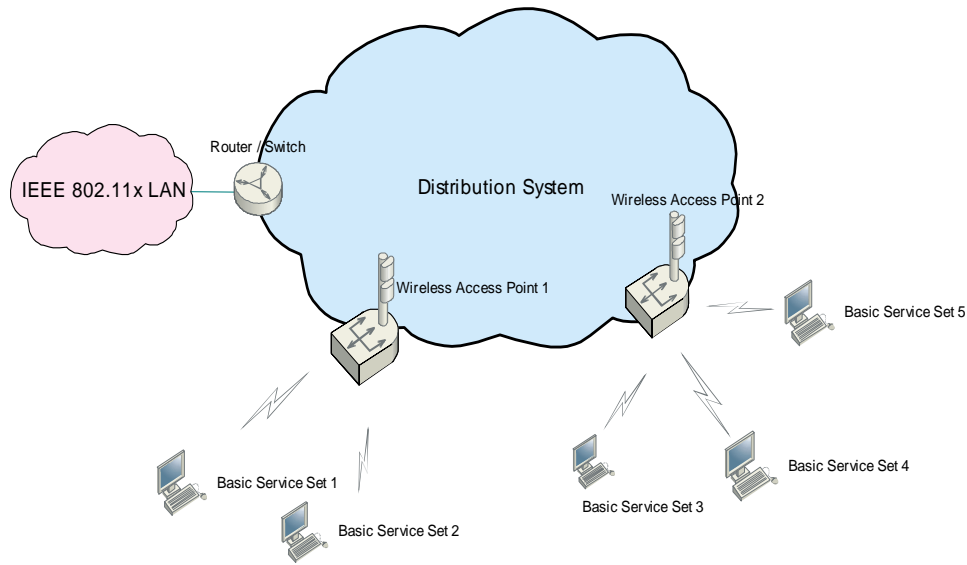 Router / Switch
IEEE 802.11x LAN
Distribution System
Wireless Access Point 2
Wireless Access Point 1
Basic Service Set 5
Basic Service Set 4
Basic Service Set 1
Basic Service Set 3
Basic Service Set 2